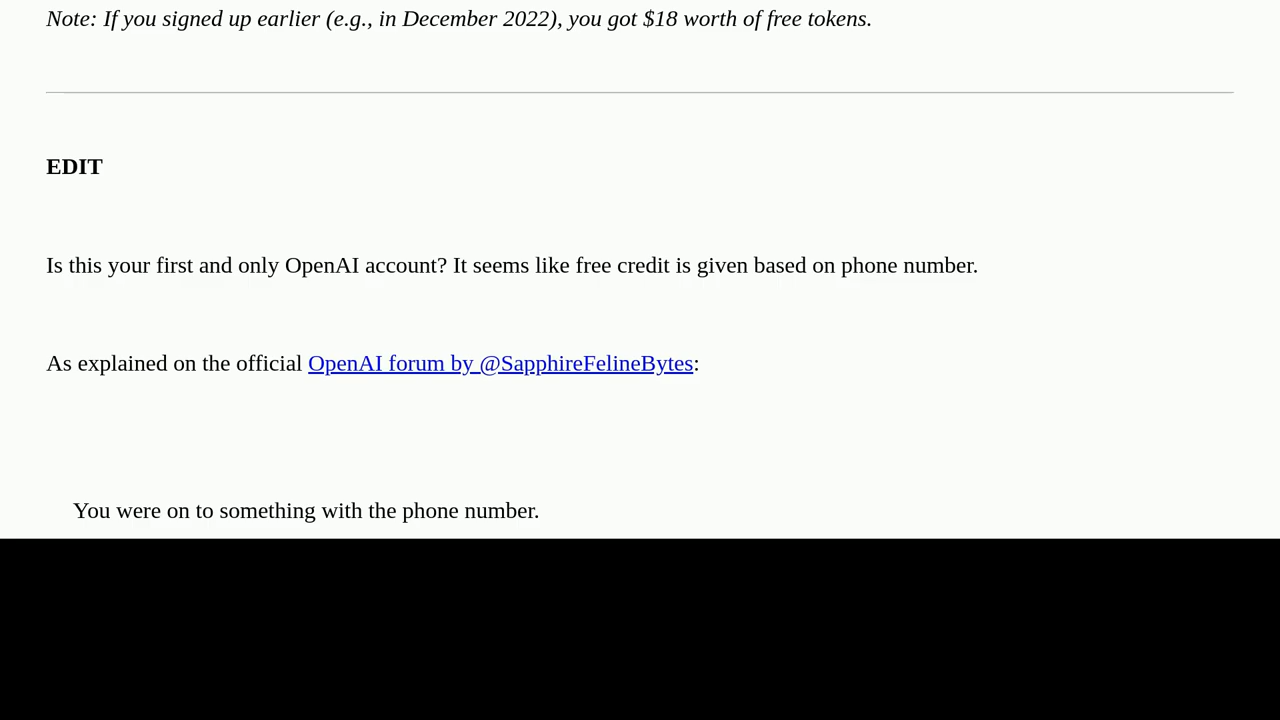 Note: If you signed up earlier (e.g., in December 2022), you got $18 worth of free tokens.
EDIT
Is this your first and only OpenAI account? It seems like free credit is given based on phone number.
As explained on the official OpenAI forum by @SapphireFelineBytes:
You were on to something with the phone number.